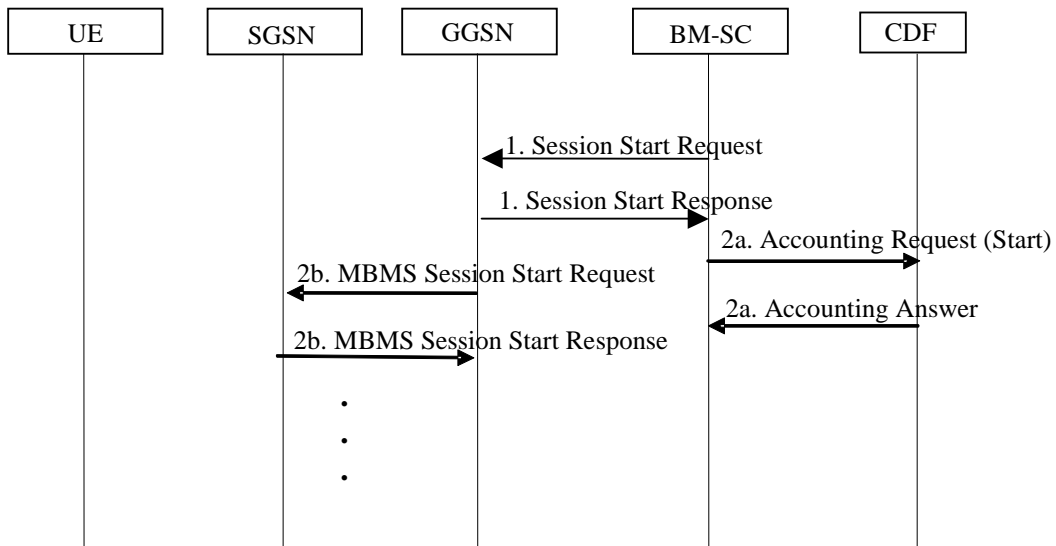 UE
SGSN
GGSN
BM-SC
CDF
1. Session Start Request
1. Session Start Response
2a. Accounting Request (Start)
2b. MBMS Session Start Request
2a. Accounting Answer
2b. MBMS Session Start Response